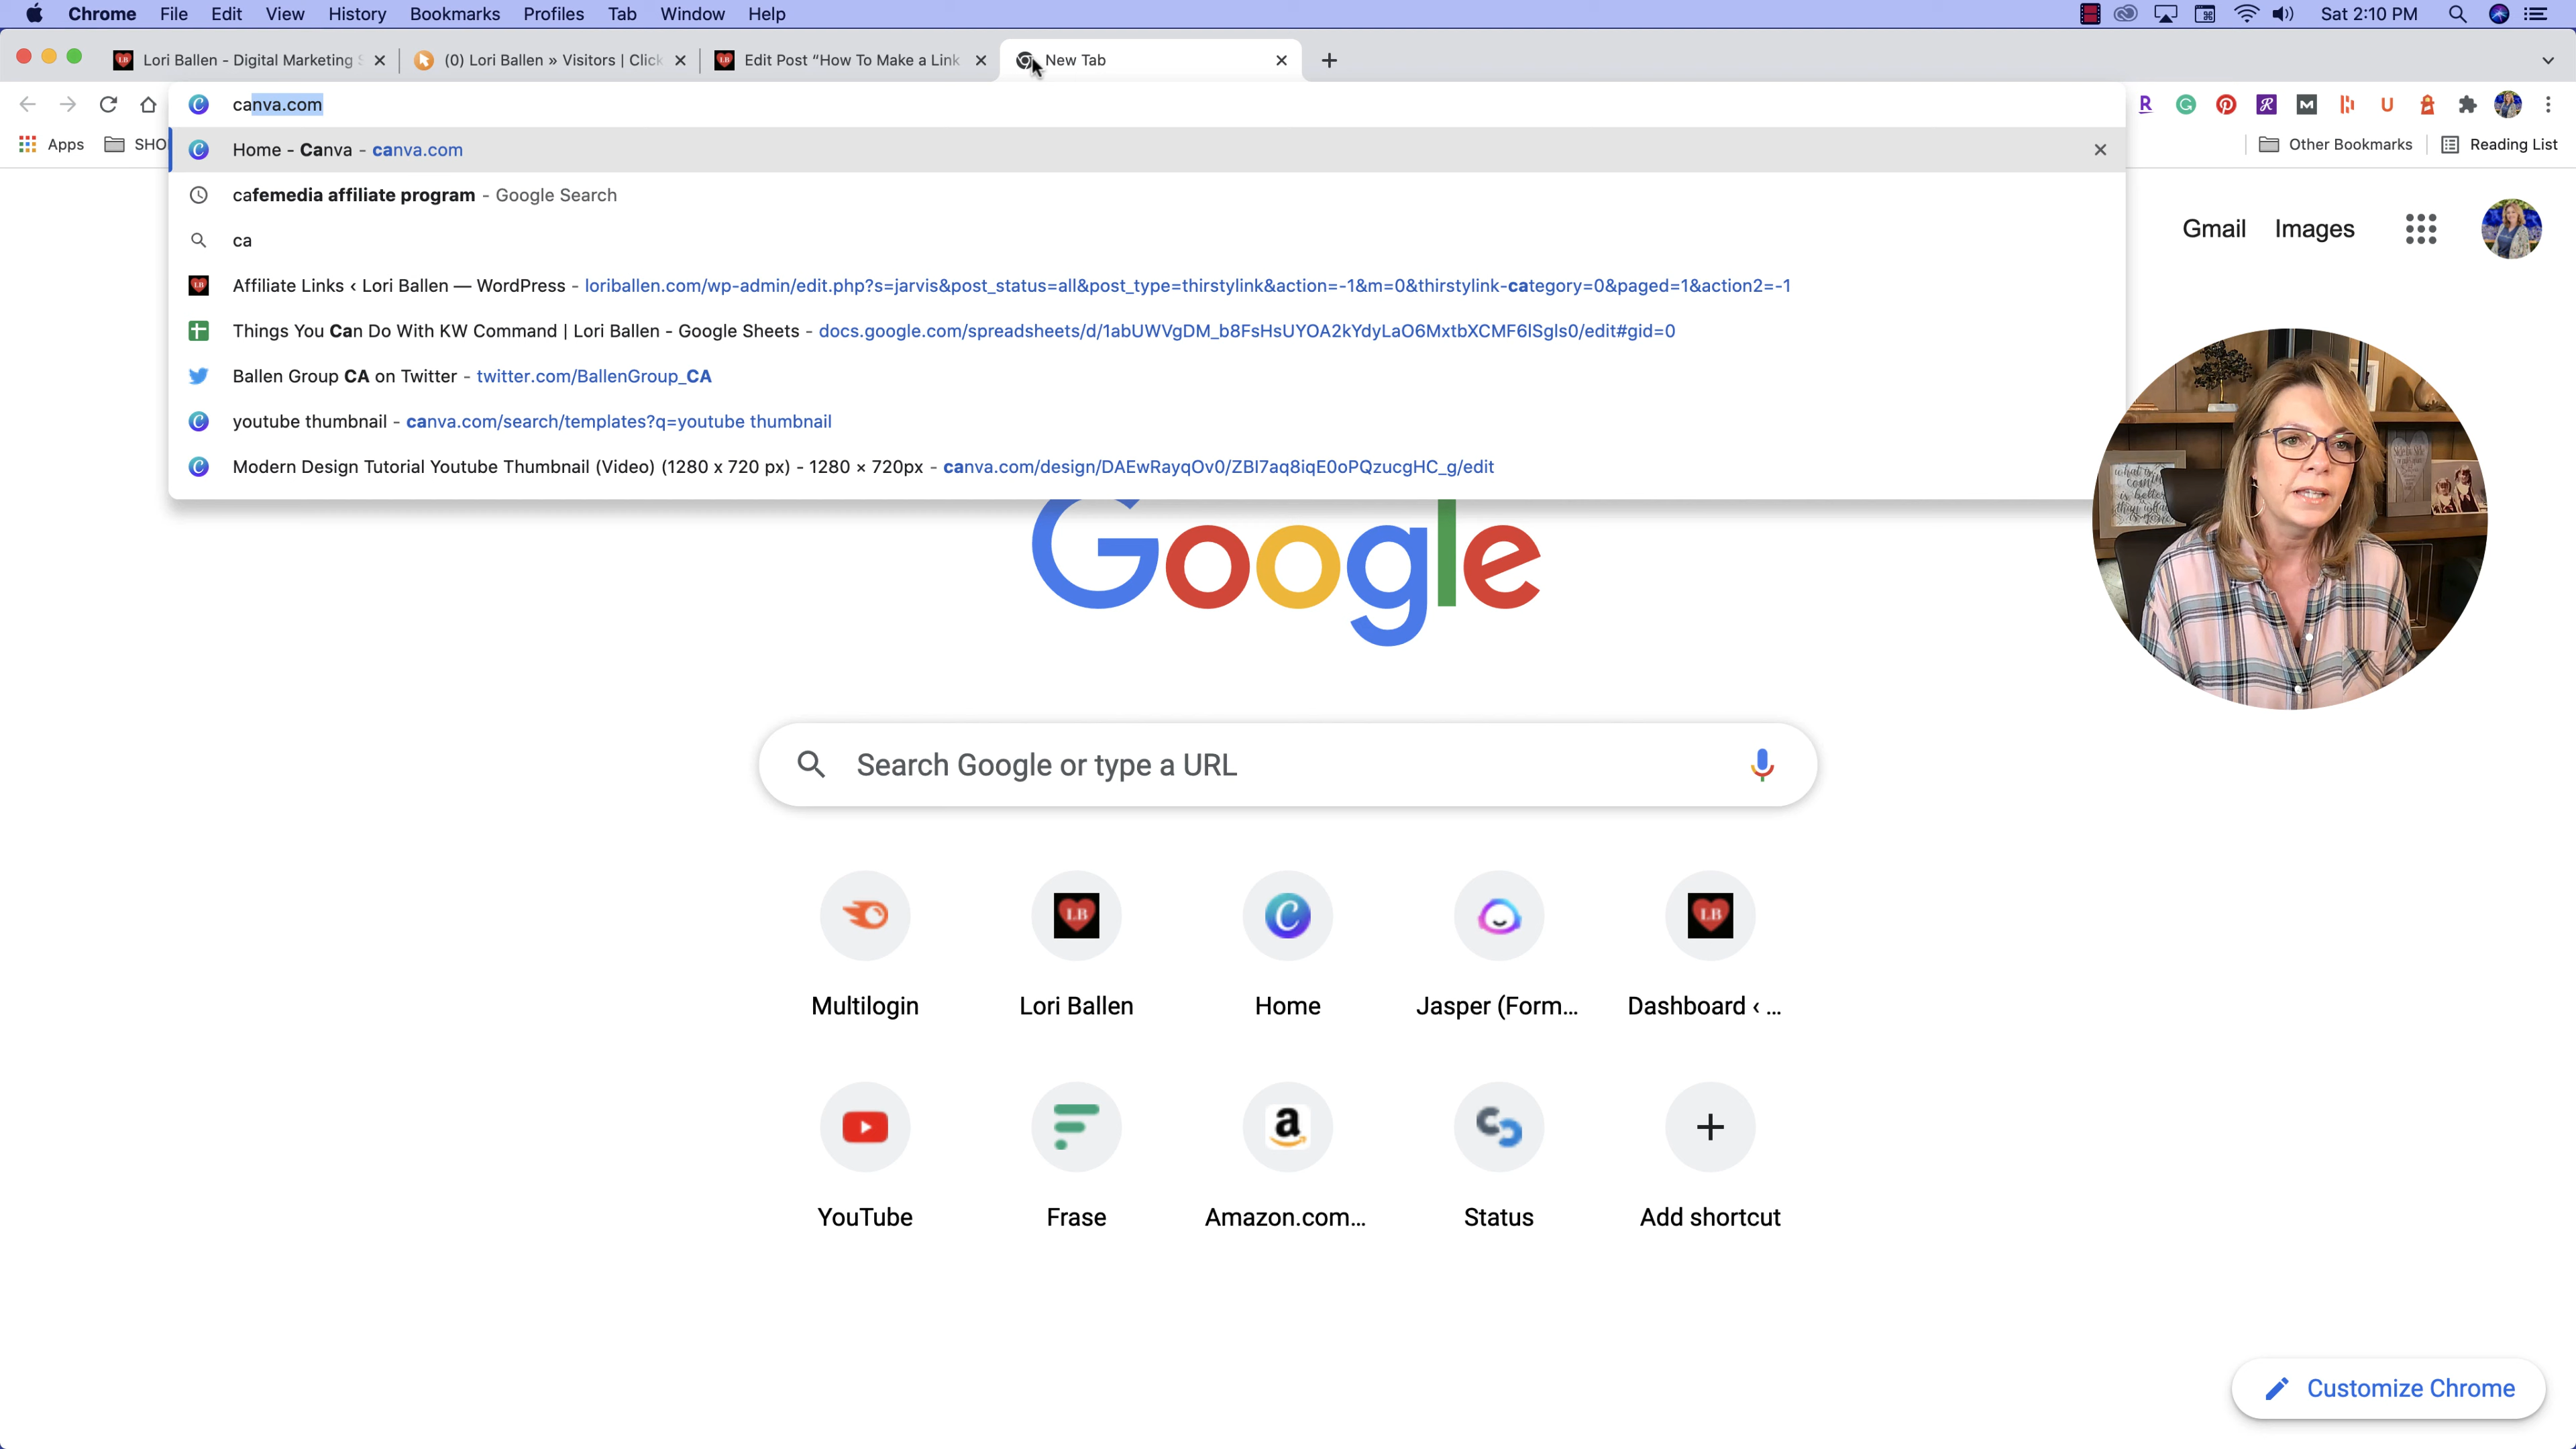 Chrome File Edit View History Bookmarks Profiles Tab Window Help Sat 2:10 PM
Lori Ballen - Digital Marketing (0) Lori Ballen » Visitors | Click Edit Post “How To Make a Link New Tab
canva.com
Apps SHO Other Bookmarks Reading List
Home - Canva - canva.com
cafemedia affiliate program - Google Search
ca
Affiliate Links ‹ Lori Ballen — WordPress - loriballen.com/wp-admin/edit.php?s=jarvis&post_status=all&post_type=thirstylink&action=-1&m=0&thirstylink-category=0&paged=1&action2=-1
Things You Can Do With KW Command | Lori Ballen - Google Sheets - docs.google.com/spreadsheets/d/1abUWVgDM_b8FsHsUYOA2kYdyLaO6MxtbXCMF6lSgls0/edit#gid=0
Ballen Group CA on Twitter - twitter.com/BallenGroup_CA
youtube thumbnail - canva.com/search/templates?q=youtube thumbnail
Modern Design Tutorial Youtube Thumbnail (Video) (1280 x 720 px) - 1280 × 720px - canva.com/design/DAEwRayqOv0/ZBI7aq8iqE0oPQzucgHC_g/edit
Gmail Images
Google
Search Google or type a URL
LB LB
Multilogin Lori Ballen Home Jasper (Form... Dashboard ‹ ...
YouTube Frase Amazon.com... Status Add shortcut
Customize Chrome